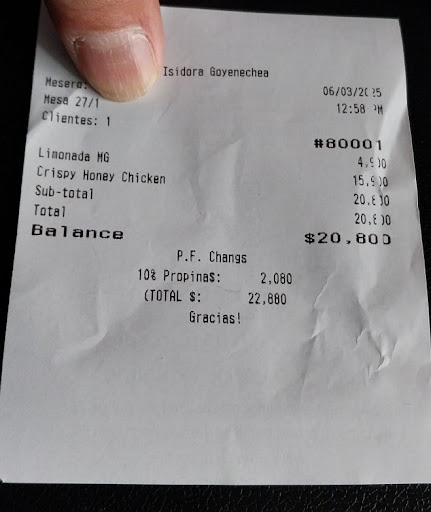 Isidora Goyenechea
Mesero:
06/03/2025
Mesa 27/1
12:58 PM
Clientes: 1
#80001
Limonada MG 4,900
Crispy Honey Chicken 15,900
Sub-total 20,800
Total 20,800
Balance $20,800
P.F. Changs
10% Propina$: 2,080
(TOTAL $: 22,880
Gracias!